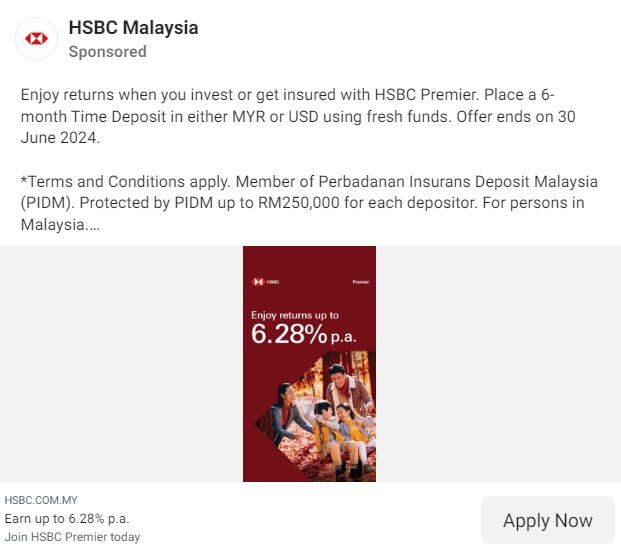 HSBC Malaysia
Sponsored
Enjoy returns when you invest or get insured with HSBC Premier. Place a 6-
month Time Deposit in either MYR or USD using fresh funds. Offer ends on 30
June 2024.
*Terms and Conditions apply. Member of Perbadanan Insurans Deposit Malaysia
(PIDM). Protected by PIDM up to RM250,000 for each depositor. For persons in
Malaysia....
HSBC Premier
Enjoy returns up to
6.28% p.a.
HSBC.COM.MY
Earn up to 6.28% p.a.
Join HSBC Premier today
Apply Now